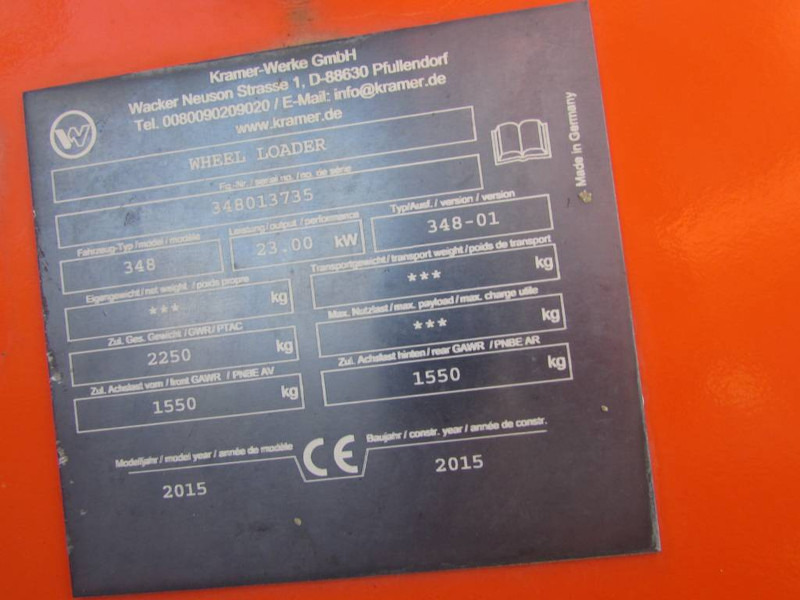 Kramer-Werke GmbH
Wacker Neuson Strasse 1, D-88630 Pfullendorf
Tel. 0080090209020 / E-Mail: info@kramer.de
www.kramer.de
W
WHEEL LOADER
Made in Germany
Fg.-Nr./ serial no./ no. de série
348013735
Fahrzeug-Typ / model / modèle
348
Leistung / output / performance
23.00 kW
Typ/Ausf. / version / version
348-01
Eigengewicht / net weight / poids propre
*** kg
Transportgewicht / transport weight / poids de transport
*** kg
Zul. Ges. Gewicht / GWR/ PTAC
2250 kg
Max. Nutzlast / max. payload / max. charge utile
*** kg
Zul. Achslast vorn / front GAWR / PNBE AV
1550 kg
Zul. Achslast hinten / rear GAWR / PNBE AR
1550 kg
Modelljahr / model year / année de modèle
2015
CE
Baujahr / constr. year / année de constr.
2015